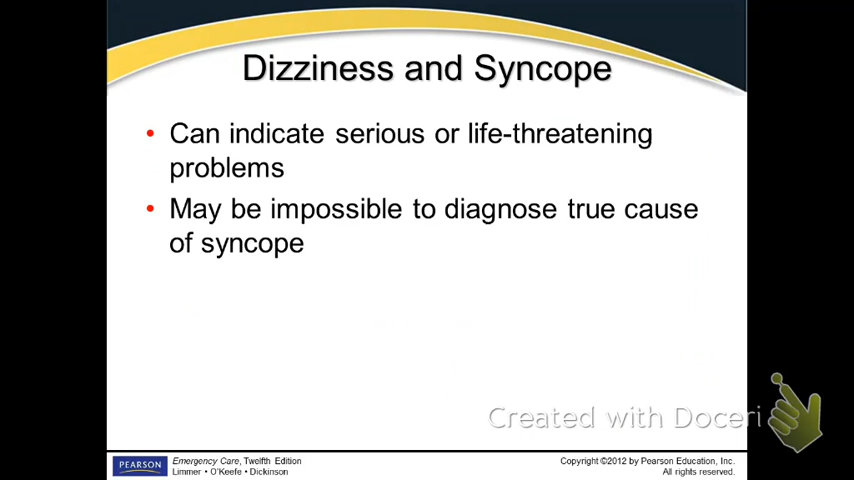 Dizziness and Syncope
• Can indicate serious or life-threatening
problems
• May be impossible to diagnose true cause
of syncope
Created with Doceri
PEARSON
Emergency Care, Twelfth Edition
Limmer • O'Keefe • Dickinson
Copyright ©2012 by Pearson Education, Inc.
All rights reserved.